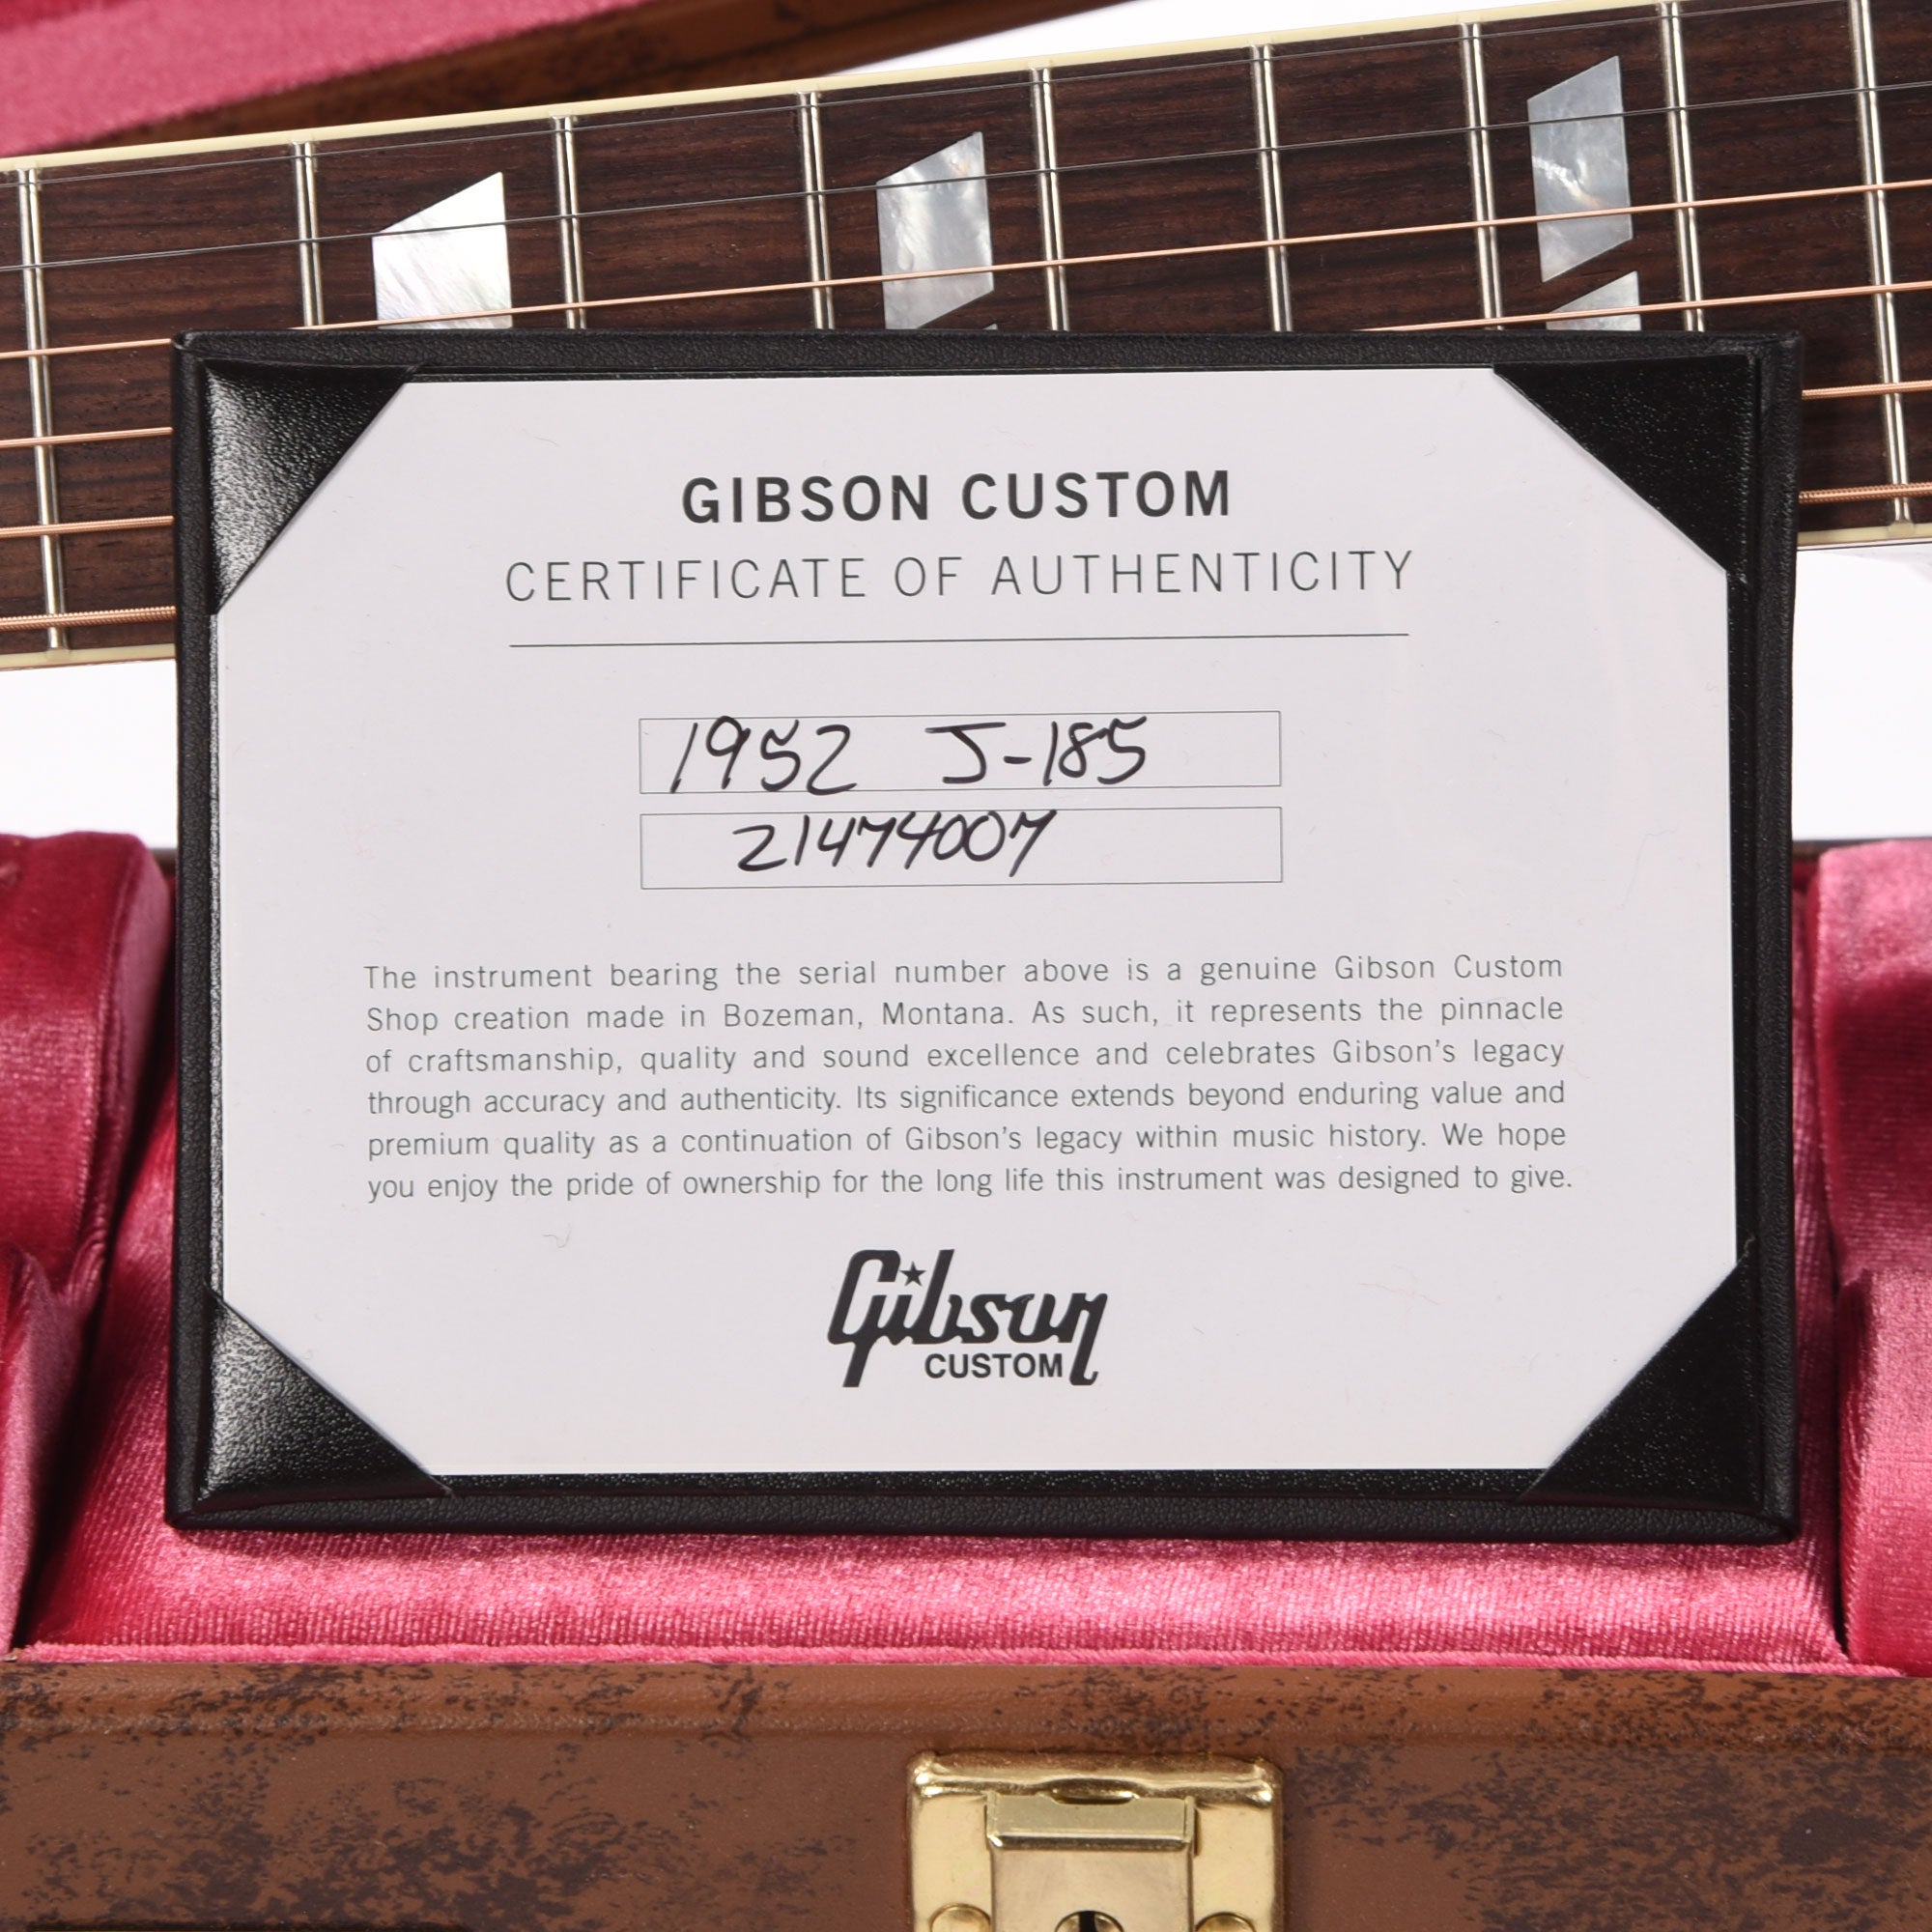 GIBSON CUSTOM
CERTIFICATE OF AUTHENTICITY
1952 J-185
21474007
The instrument bearing the serial number above is a genuine Gibson Custom
Shop creation made in Bozeman, Montana. As such, it represents the pinnacle
of craftsmanship, quality and sound excellence and celebrates Gibson's legacy
through accuracy and authenticity. Its significance extends beyond enduring value and
premium quality as a continuation of Gibson's legacy within music history. We hope
you enjoy the pride of ownership for the long life this instrument was designed to give.
Gibson
CUSTOM